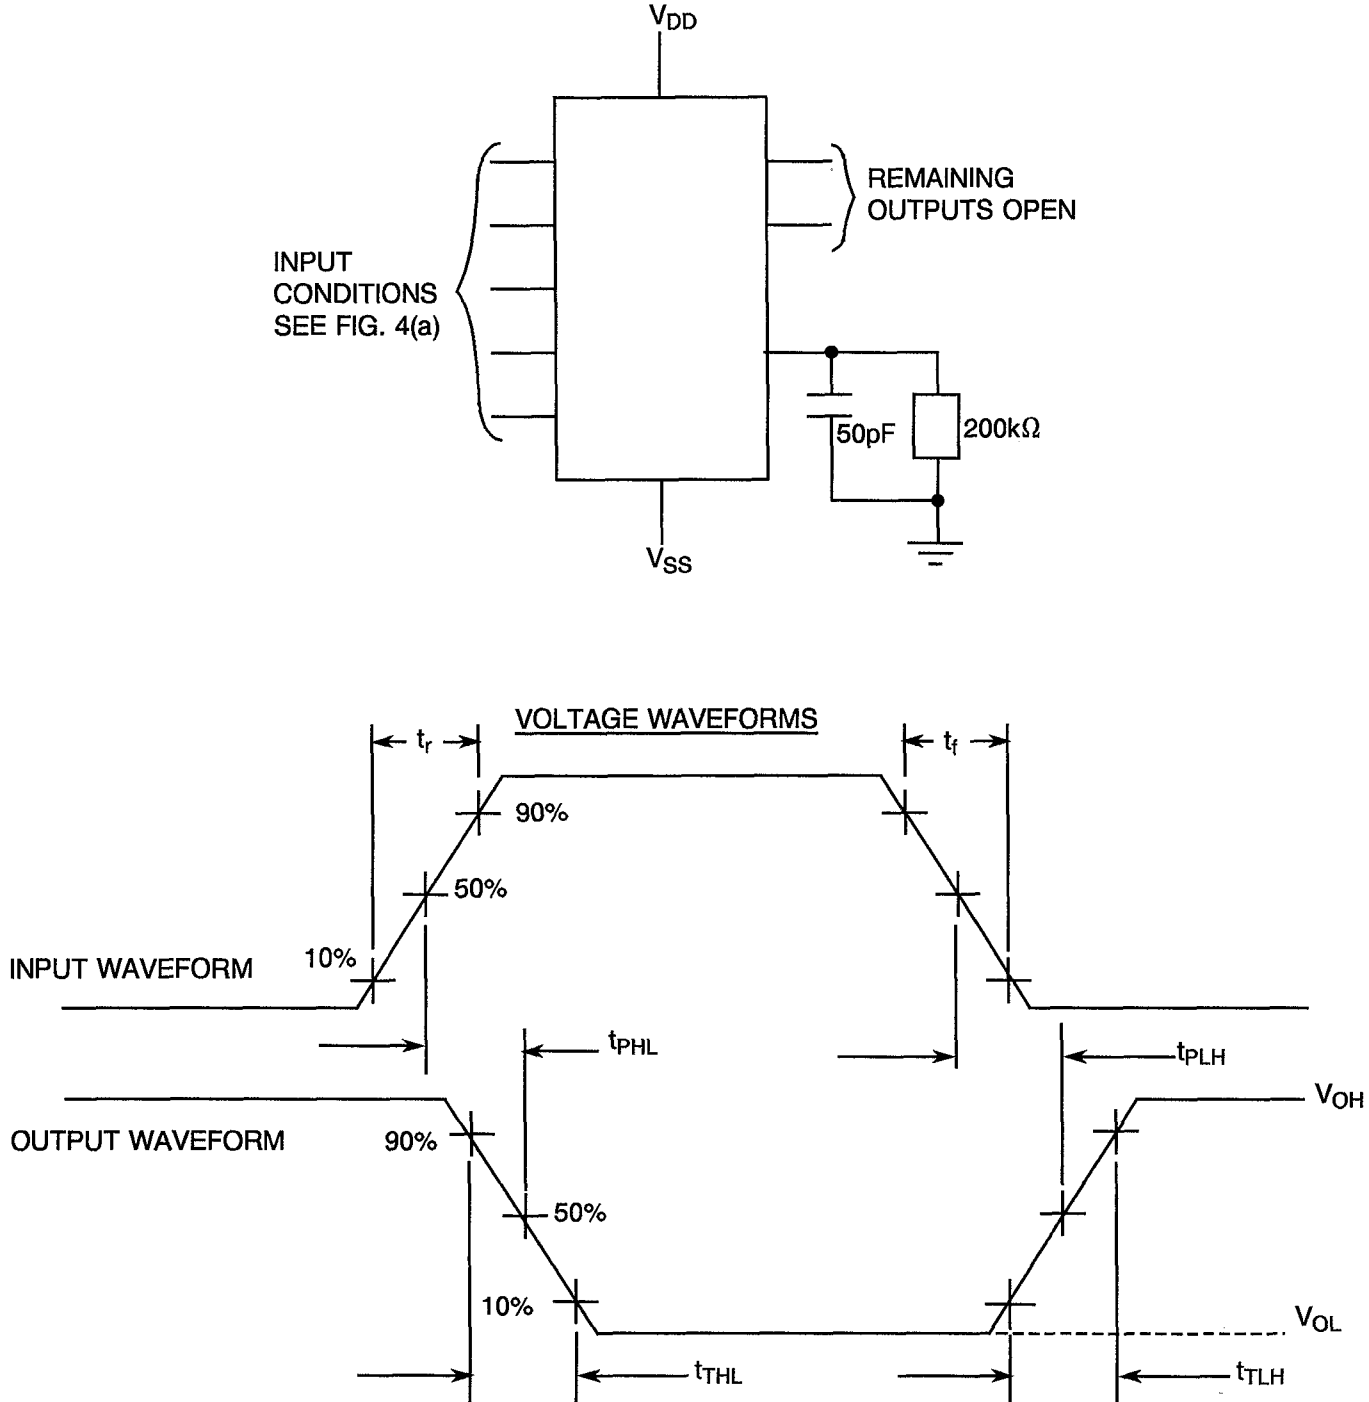 VDD
REMAINING
OUTPUTS OPEN
INPUT
CONDITIONS
SEE FIG. 4(a)
50pF
200kΩ
VSS
VOLTAGE WAVEFORMS
tr
tf
90%
50%
10%
INPUT WAVEFORM
tPHL
tPLH
VOH
OUTPUT WAVEFORM
90%
50%
10%
VOL
tTHL
tTLH